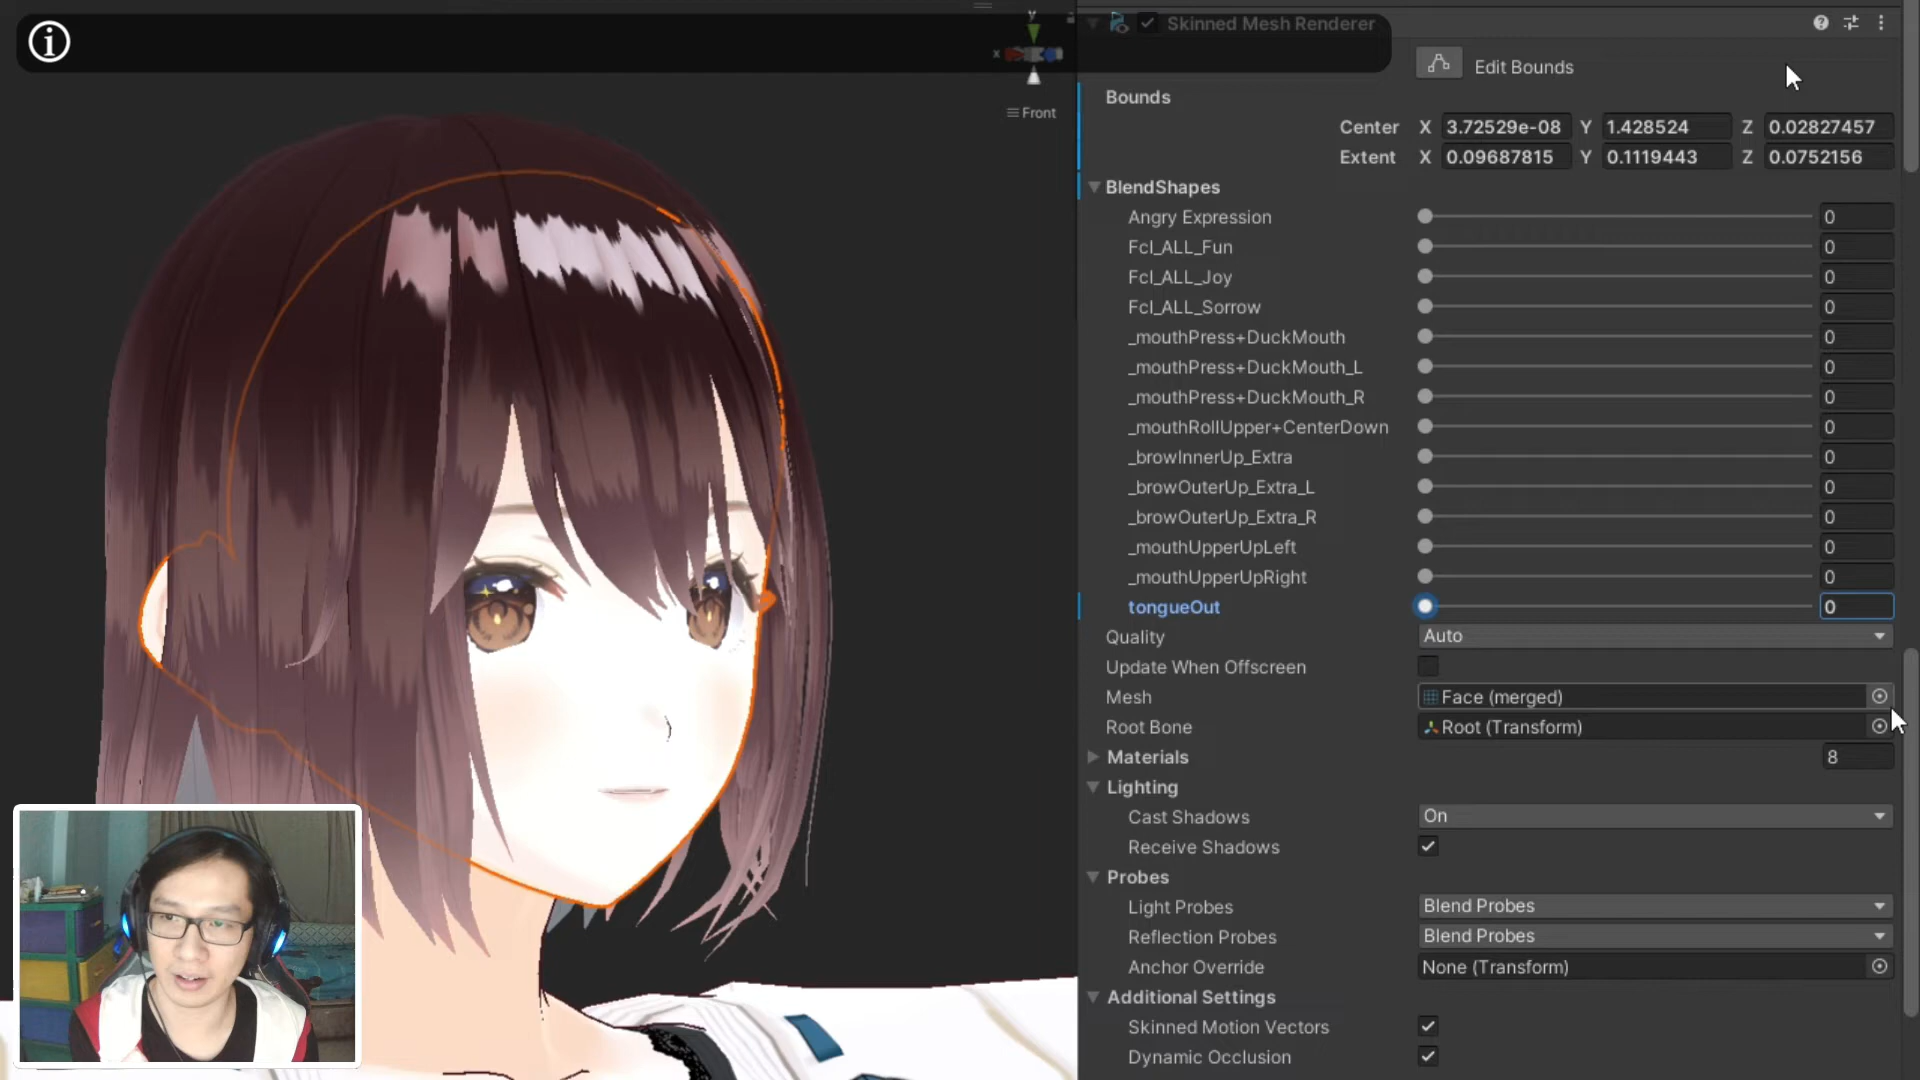 Skinned Mesh Renderer
Edit Bounds
Bounds
Center X 3.72529e-08 Y 1.428524 Z 0.02827457
Extent X 0.09687815 Y 0.1119443 Z 0.0752156
BlendShapes
Angry Expression 0
Fcl_ALL_Fun 0
Fcl_ALL_Joy 0
Fcl_ALL_Sorrow 0
_mouthPress+DuckMouth 0
_mouthPress+DuckMouth_L 0
_mouthPress+DuckMouth_R 0
_mouthRollUpper+CenterDown 0
_browInnerUp_Extra 0
_browOuterUp_Extra_L 0
_browOuterUp_Extra_R 0
_mouthUpperUpLeft 0
_mouthUpperUpRight 0
tongueOut 0
Quality Auto
Update When Offscreen
Mesh Face (merged)
Root Bone Root (Transform)
Materials 8
Lighting
Cast Shadows On
Receive Shadows
Probes
Light Probes Blend Probes
Reflection Probes Blend Probes
Anchor Override None (Transform)
Additional Settings
Skinned Motion Vectors
Dynamic Occlusion
y
x
Front